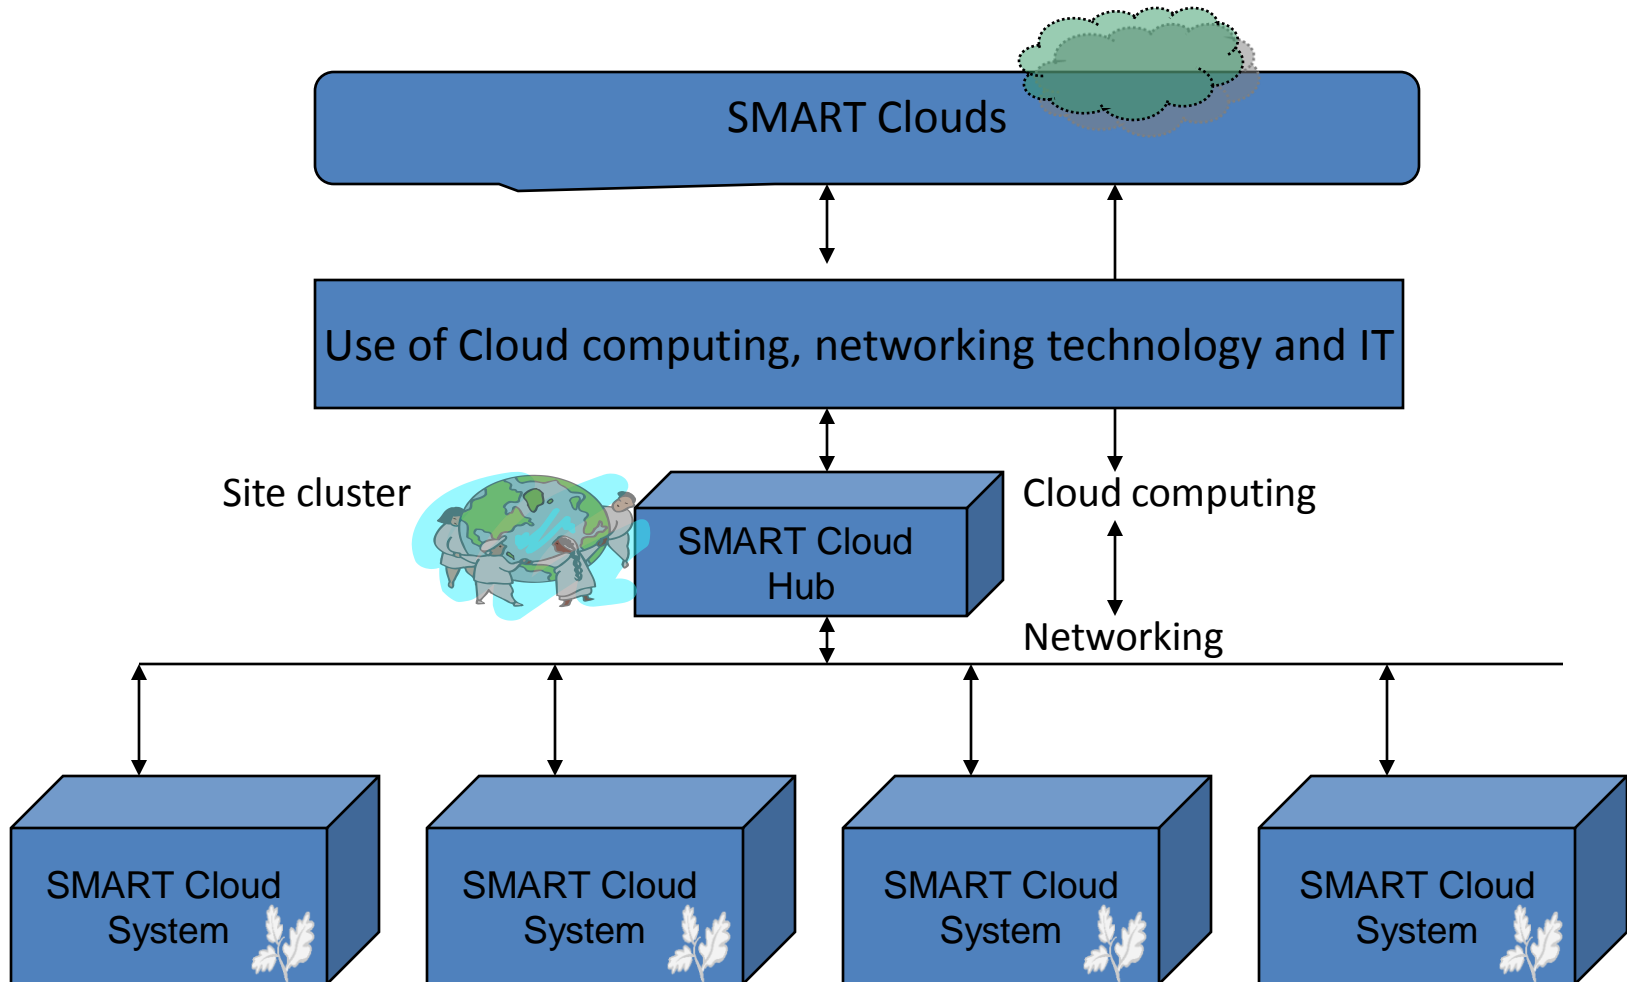 SMART Clouds
Use of Cloud computing, networking technology and IT
Site cluster
SMART Cloud
Hub
Cloud computing
Networking
SMART Cloud
System
SMART Cloud
System
SMART Cloud
System
SMART Cloud
System